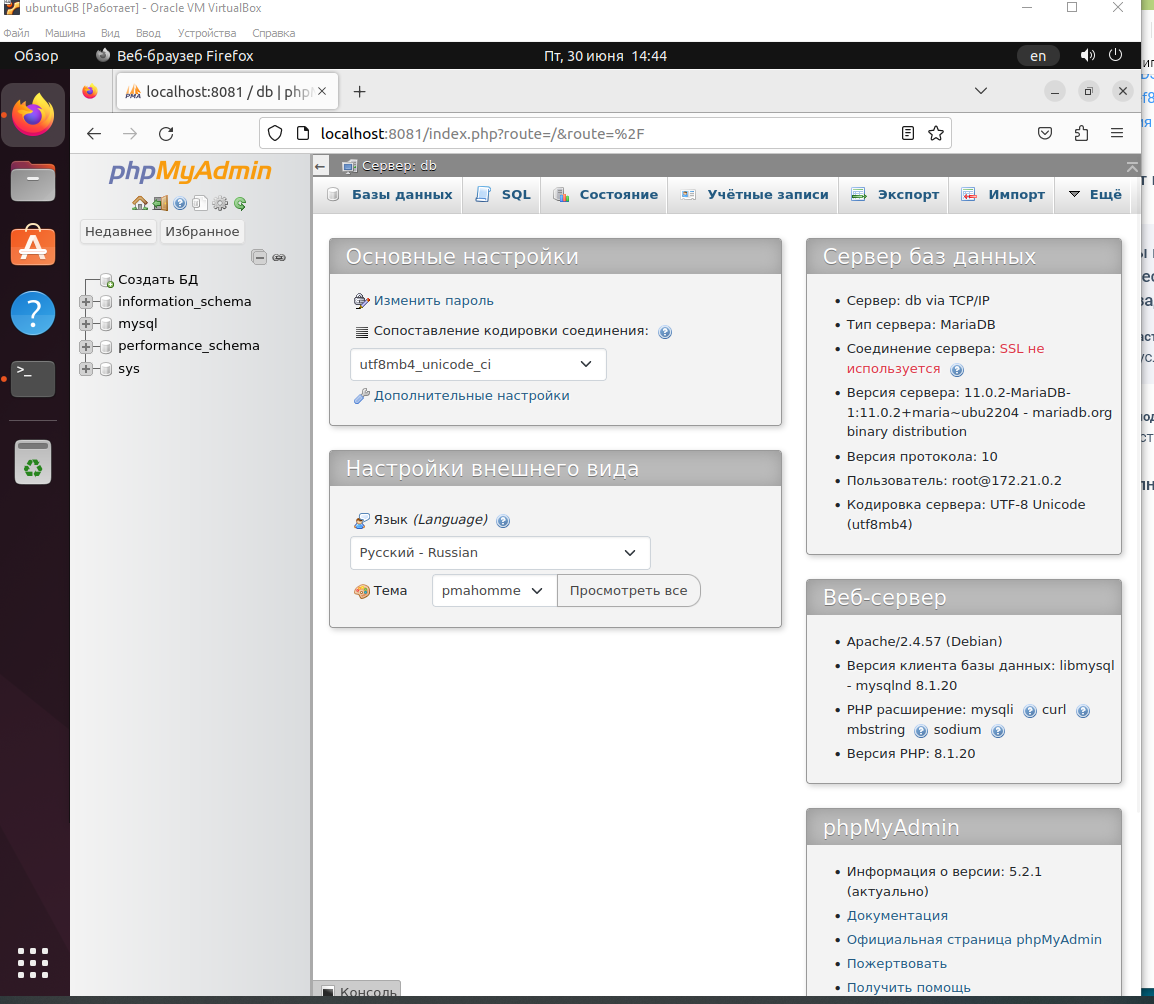 ubuntuGB [Работает] - Oracle VM VirtualBox
Файл Машина Вид Ввод Устройства Справка
Обзор Веб-браузер Firefox Пт, 30 июня 14:44 en
localhost:8081 / db | php
localhost:8081/index.php?route=/&route=%2F
phpMyAdmin
Недавнее Избранное
Создать БД
information_schema
mysql
performance_schema
sys
Сервер: db
Базы данных SQL Состояние Учётные записи Экспорт Импорт Ещё
Основные настройки
Изменить пароль
Сопоставление кодировки соединения:
utf8mb4_unicode_ci
Дополнительные настройки
Настройки внешнего вида
Язык (Language)
Русский - Russian
Тема pmahomme Просмотреть все
Сервер баз данных
• Сервер: db via TCP/IP
• Тип сервера: MariaDB
• Соединение сервера: SSL не
используется
• Версия сервера: 11.0.2-MariaDB-
1:11.0.2+maria~ubu2204 - mariadb.org
binary distribution
• Версия протокола: 10
• Пользователь: root@172.21.0.2
• Кодировка сервера: UTF-8 Unicode
(utf8mb4)
Веб-сервер
• Apache/2.4.57 (Debian)
• Версия клиента базы данных: libmysql
- mysqlnd 8.1.20
• PHP расширение: mysqli curl
mbstring sodium
• Версия PHP: 8.1.20
phpMyAdmin
• Информация о версии: 5.2.1
(актуально)
• Документация
• Официальная страница phpMyAdmin
• Пожертвовать
• Получить помощь
Консоль